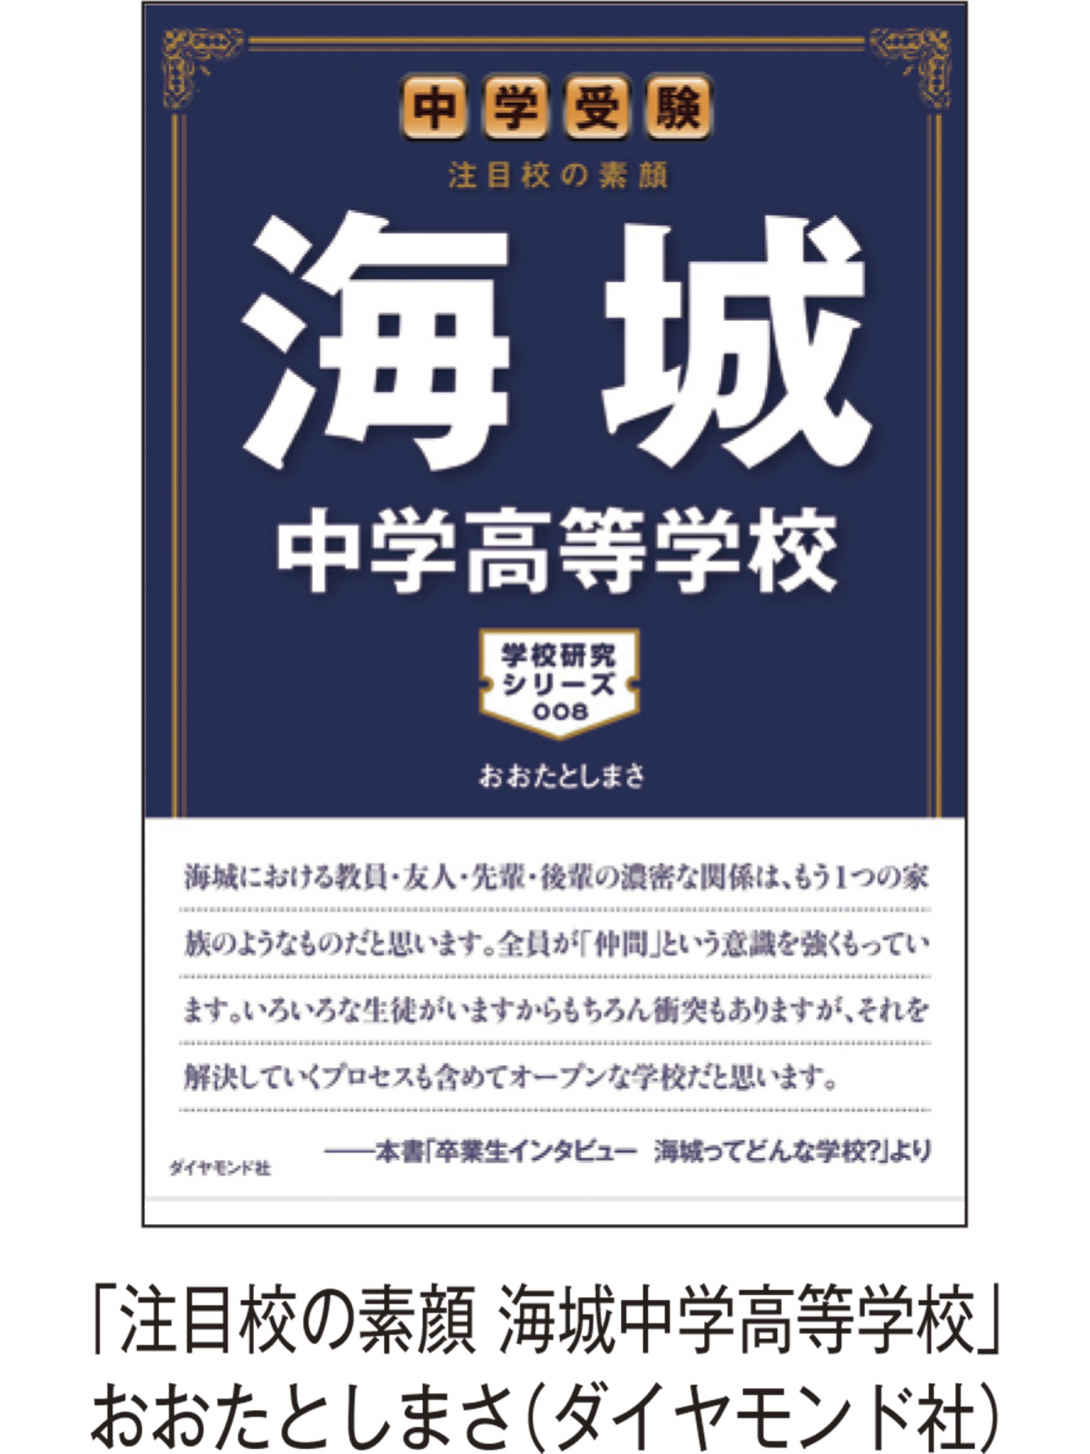 中学受験
注目校の素顔
海城
中学高等学校
学校研究
シリーズ
008
おおたとしまさ
海城における教員・友人・先輩・後輩の濃密な関係は、もう1つの家
族のようなものだと思います。全員が「仲間」という意識を強くもってい
ます。いろいろな生徒がいますからもちろん衝突もありますが、それを
解決していくプロセスも含めてオープンな学校だと思います。
――本書「卒業生インタビュー 海城ってどんな学校?」より
ダイヤモンド社
「注目校の素顔 海城中学高等学校」
おおたとしまさ(ダイヤモンド社)